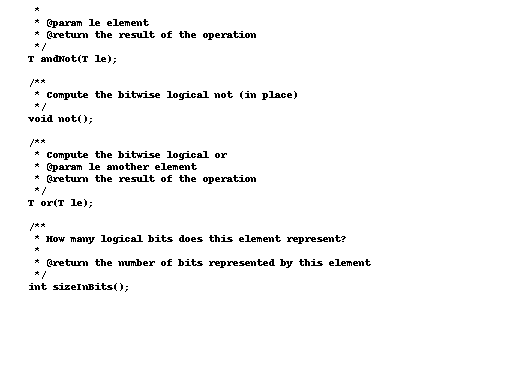 *
* @param le element
* @return the result of the operation
*/
T andNot(T le);
/**
* Compute the bitwise logical not (in place)
*/
void not();
/**
* Compute the bitwise logical or
* @param le another element
* @return the result of the operation
*/
T or(T le);
/**
* How many logical bits does this element represent?
*
* @return the number of bits represented by this element
*/
int sizeInBits();